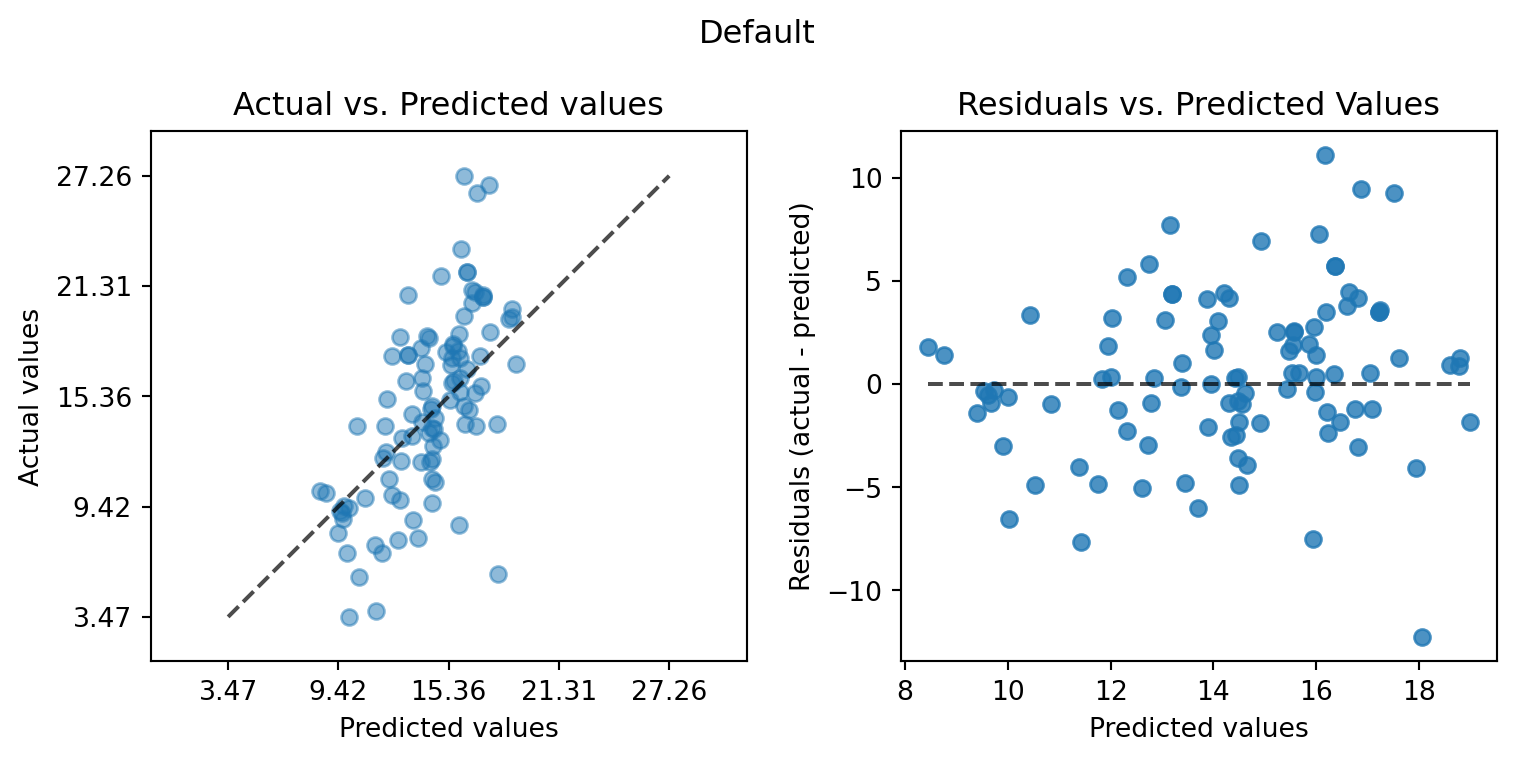 Default
Actual vs. Predicted values
Actual values
27.26
21.31
15.36
9.42
3.47
3.47 9.42 15.36 21.31 27.26
Predicted values
Residuals vs. Predicted Values
Residuals (actual - predicted)
10
5
0
−5
−10
8 10 12 14 16 18
Predicted values